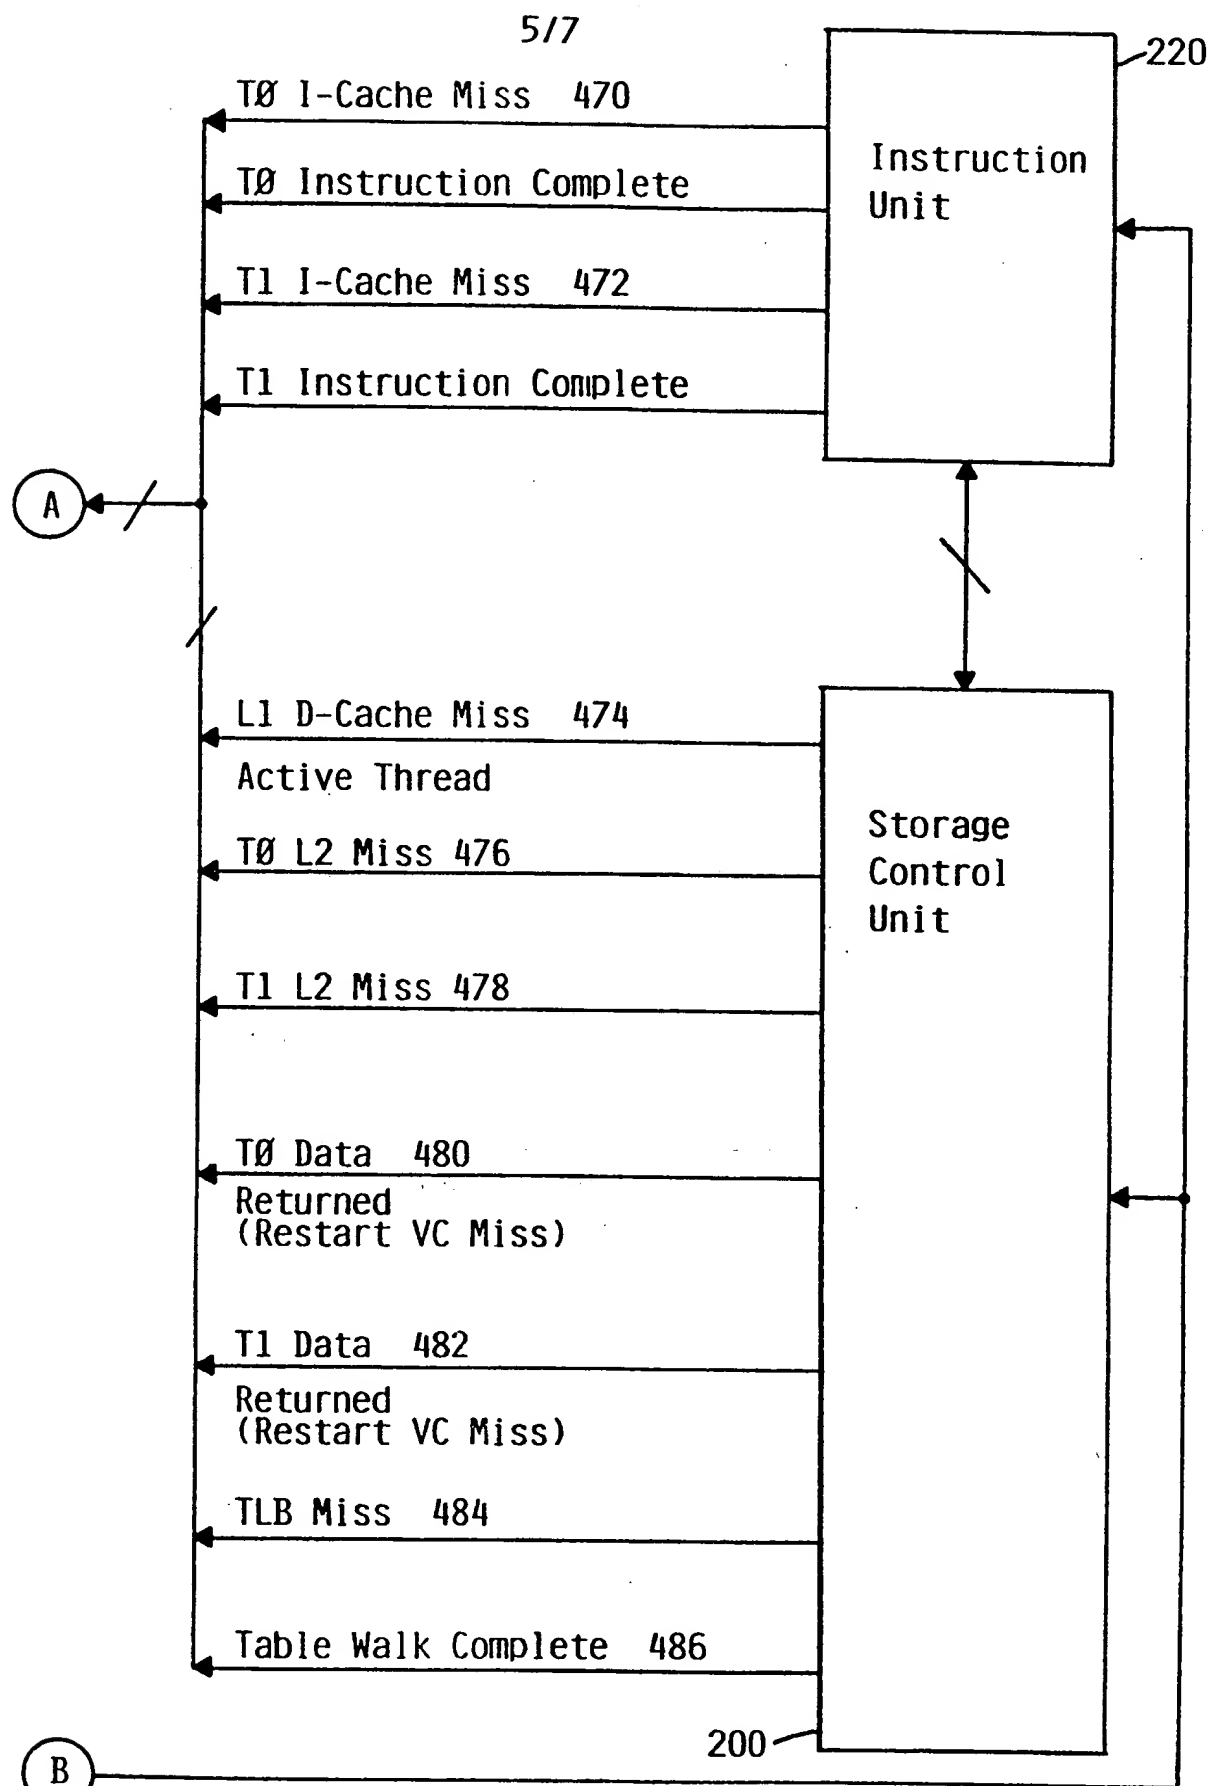 5/7
220
TØ I-Cache Miss 470
Instruction
Unit
TØ Instruction Complete
T1 I-Cache Miss 472
T1 Instruction Complete
A
L1 D-Cache Miss 474
Active Thread
Storage
Control
Unit
TØ L2 Miss 476
T1 L2 Miss 478
TØ Data 480
Returned
(Restart VC Miss)
T1 Data 482
Returned
(Restart VC Miss)
TLB Miss 484
Table Walk Complete 486
200
B